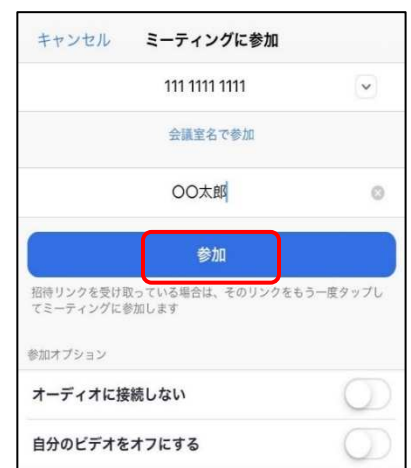 キャンセル ミーティングに参加
111 1111 1111
会議室名で参加
〇〇太郎
参加
招待リンクを受け取っている場合は、そのリンクをもう一度タップし
てミーティングに参加します
参加オプション
オーディオに接続しない
自分のビデオをオフにする